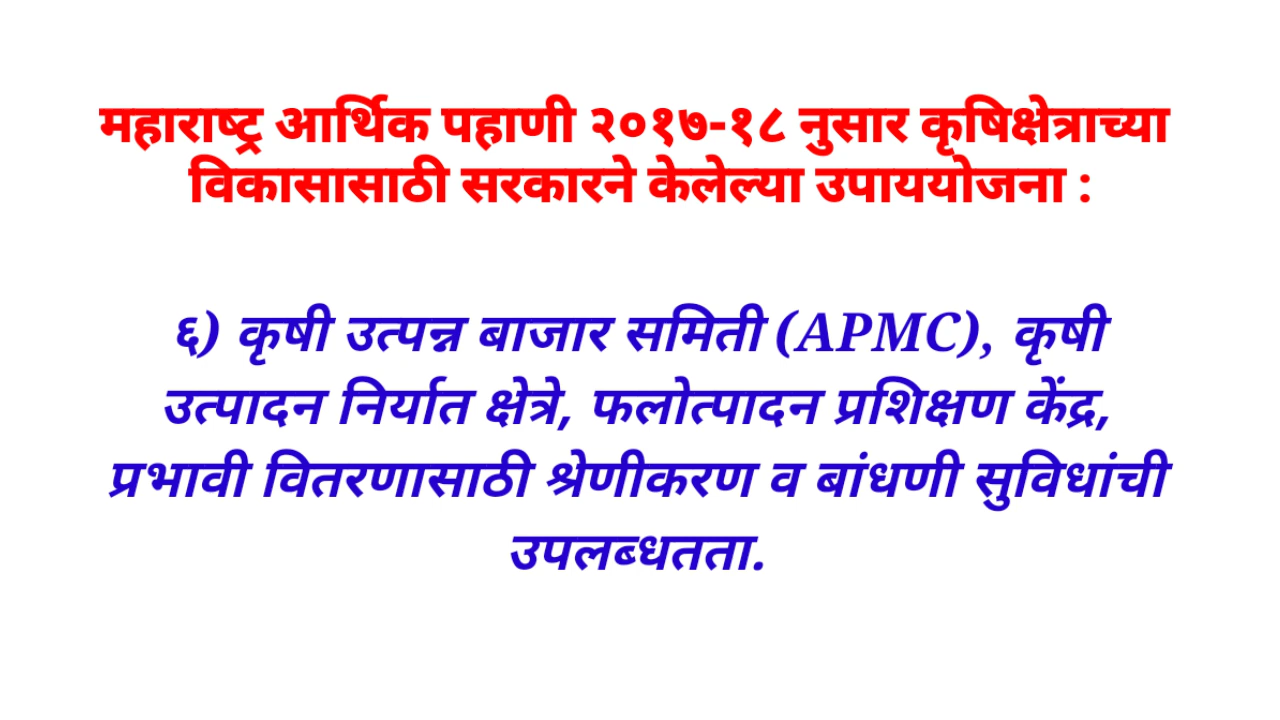 महाराष्ट्र आर्थिक पहाणी २०१७-१८ नुसार कृषिक्षेत्राच्या
विकासासाठी सरकारने केलेल्या उपाययोजना :
६) कृषी उत्पन्न बाजार समिती (APMC), कृषी
उत्पादन निर्यात क्षेत्रे, फलोत्पादन प्रशिक्षण केंद्र,
प्रभावी वितरणासाठी श्रेणीकरण व बांधणी सुविधांची
उपलब्धतता.